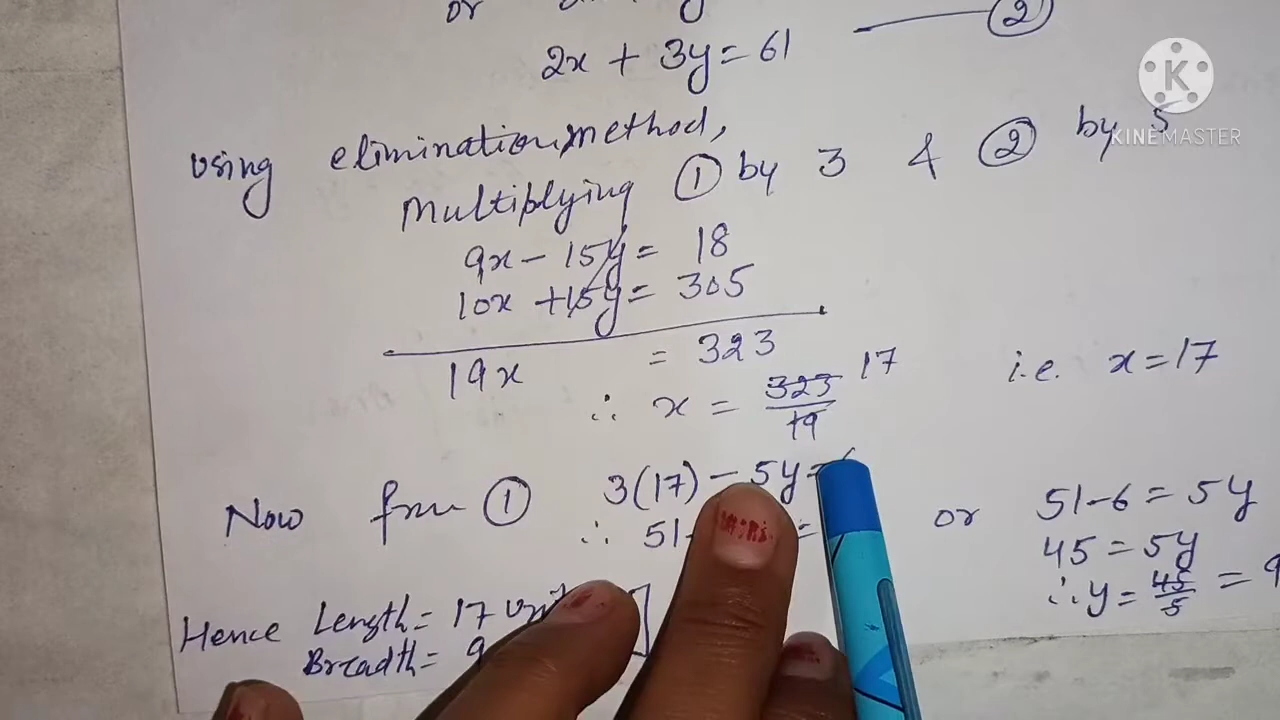 or
2x + 3y = 61 ——— ②
Using elimination method,
Multiplying ① by 3 & ② by 5
9x - 15y = 18
10x + 15y = 305
19x = 323
∴ x = 323/19 17 i.e. x = 17
Now from ① 3(17) - 5y =
∴ 51- = or 51-6 = 5y
45 = 5y
∴ y = 45/5 = 9
Hence Length = 17
Breadth = 9
K
KINEMASTER